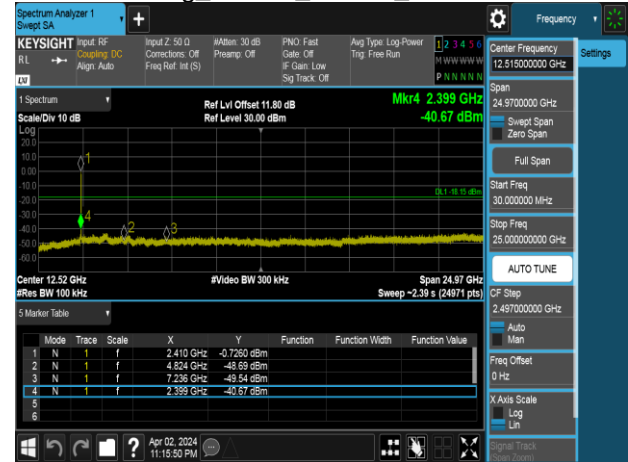 Spectrum Analyzer 1
Swept SA
Frequency
KEYSIGHT Input: RF Input Z: 50 Ω #Atten: 30 dB PNO: Fast Avg Type: Log-Power 1 2 3 4 5 6
RL Coupling: DC Corrections: Off Preamp: Off Gate: Off Trig: Free Run M W W W W W
Align: Auto Freq Ref: Int (S) IF Gain: Low P N N N N N
Sig Track: Off
LXI
1 Spectrum
Scale/Div 10 dB
Ref Lvl Offset 11.80 dB
Ref Level 30.00 dBm
Mkr4 2.399 GHz
-40.67 dBm
Log
20.0
10.0
0.00
-10.0
-20.0
-30.0
-40.0
-50.0
-60.0
1
4
2
3
DL1 -18.15 dBm
Center 12.52 GHz #Video BW 300 kHz Span 24.97 GHz
#Res BW 100 kHz Sweep ~2.39 s (24971 pts)
5 Marker Table
Mode Trace Scale X Y Function Function Width Function Value
1 N 1 f 2.410 GHz -0.7260 dBm
2 N 1 f 4.824 GHz -48.69 dBm
3 N 1 f 7.236 GHz -49.54 dBm
4 N 1 f 2.399 GHz -40.67 dBm
5
6
Apr 02, 2024
11:15:50 PM
Center Frequency
12.515000000 GHz
Settings
Span
24.9700000 GHz
Swept Span
Zero Span
Full Span
Start Freq
30.000000 MHz
Stop Freq
25.000000000 GHz
AUTO TUNE
CF Step
2.497000000 GHz
Auto
Man
Freq Offset
0 Hz
X Axis Scale
Log
Lin
Signal Track
(Span Zoom)